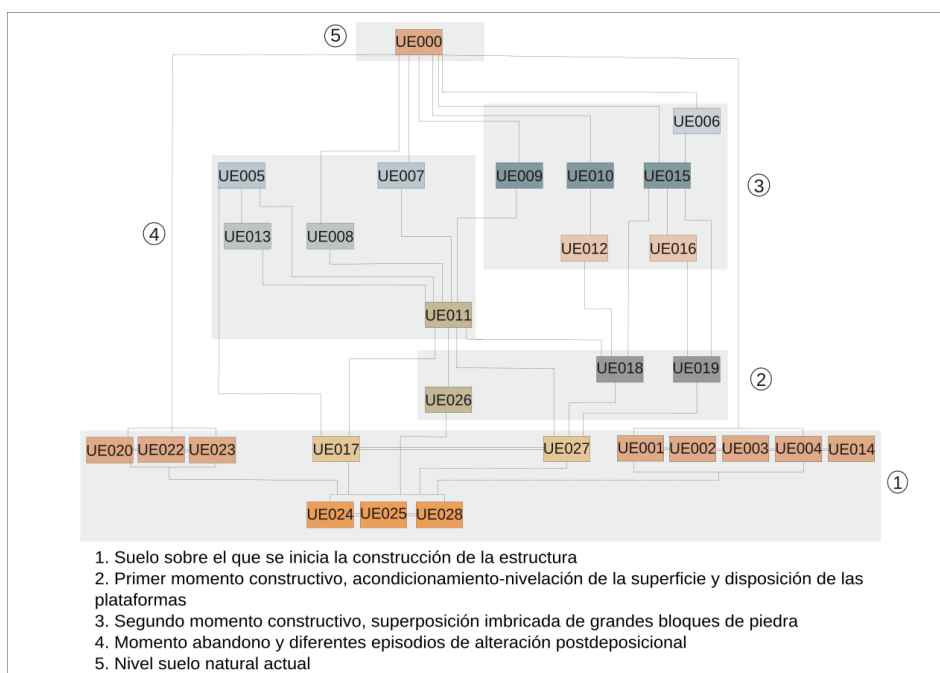 ⑤
UE000
UE006
UE005
UE007
UE009
UE010
UE015
③
④
UE013
UE008
UE012
UE016
UE011
UE018
UE019
②
UE026
UE020
UE022
UE023
UE017
UE027
UE001
UE002
UE003
UE004
UE014
①
UE024
UE025
UE028
1. Suelo sobre el que se inicia la construcción de la estructura
2. Primer momento constructivo, acondicionamiento-nivelación de la superficie y disposición de las
plataformas
3. Segundo momento constructivo, superposición imbricada de grandes bloques de piedra
4. Momento abandono y diferentes episodios de alteración postdeposicional
5. Nivel suelo natural actual